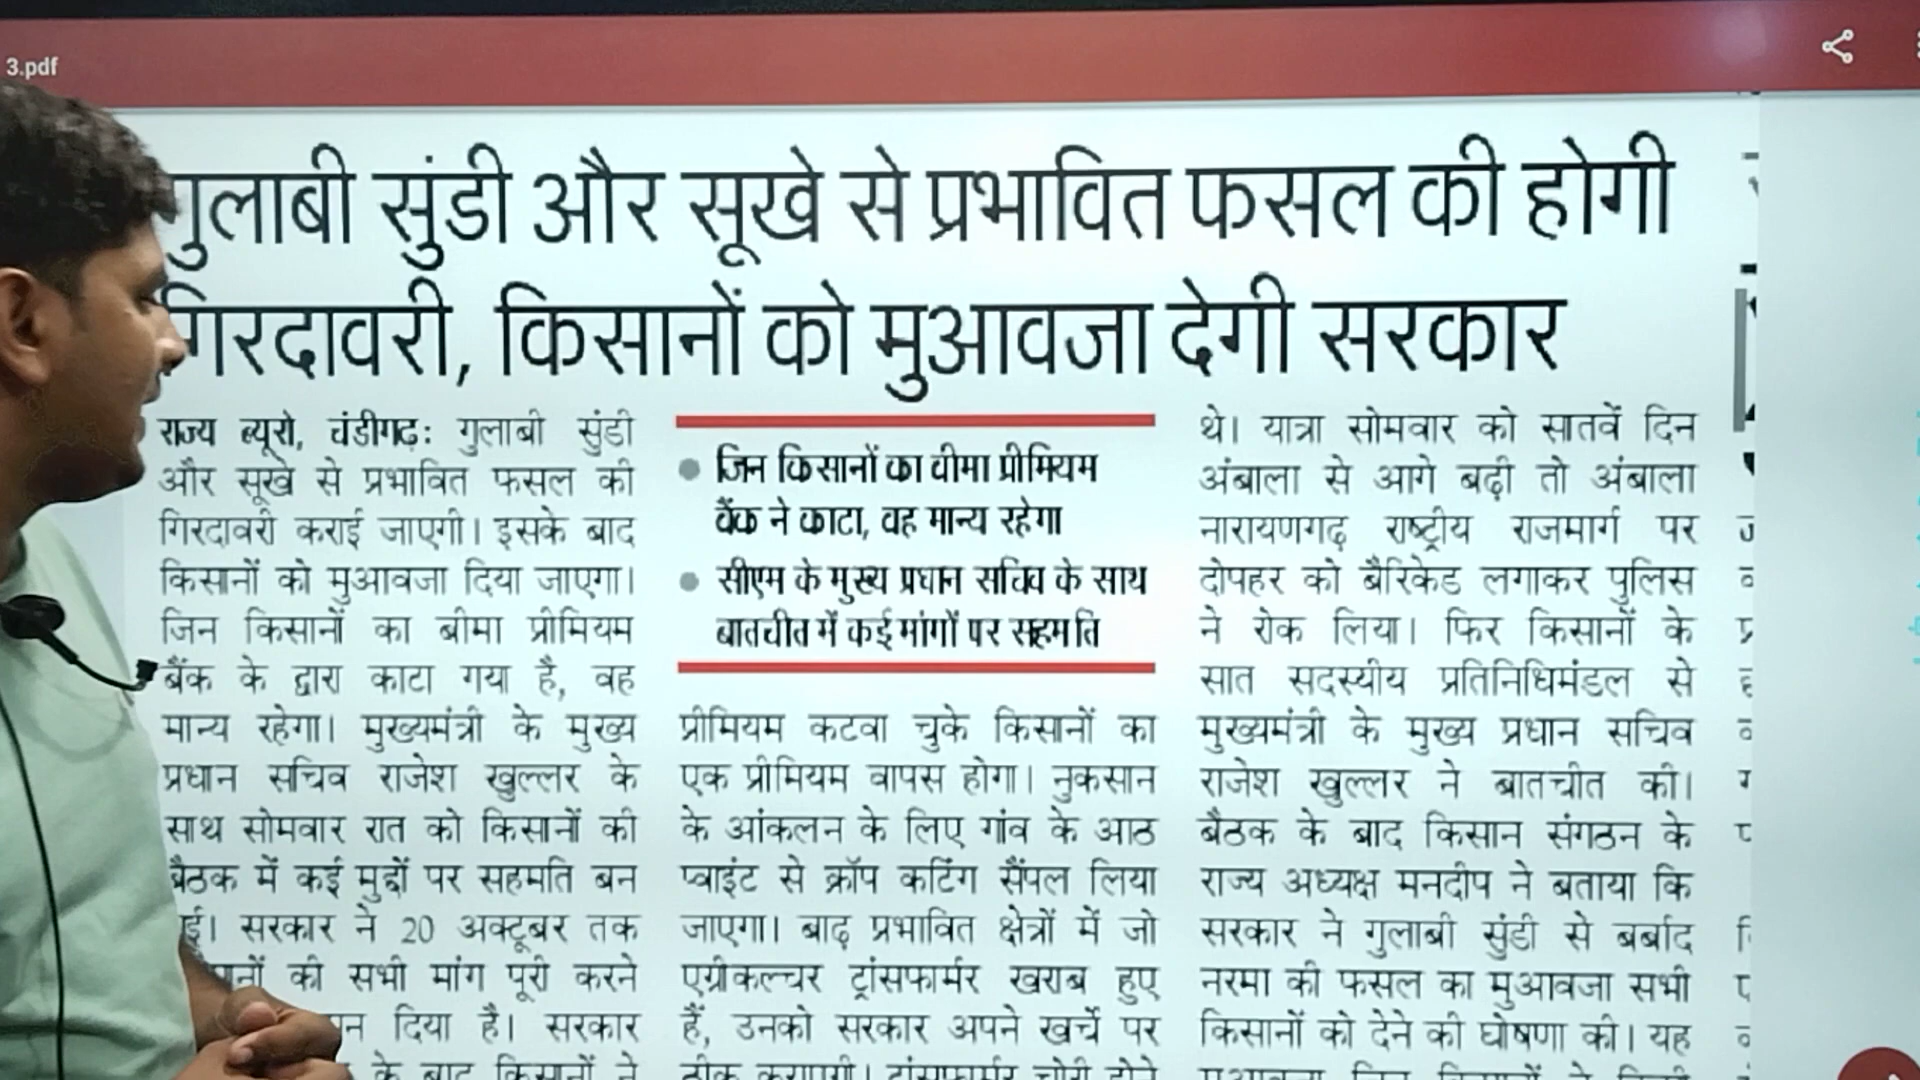 3.pdf
गुलाबी सुंडी और सूखे से प्रभावित फसल की होगी
गिरदावरी, किसानों को मुआवजा देगी सरकार
राज्य ब्यूरो, चंडीगढ़: गुलाबी सुंडी
और सूखे से प्रभावित फसल की
गिरदावरी कराई जाएगी। इसके बाद
किसानों को मुआवजा दिया जाएगा।
जिन किसानों का बीमा प्रीमियम
बैंक के द्वारा काटा गया है, वह
मान्य रहेगा। मुख्यमंत्री के मुख्य
प्रधान सचिव राजेश खुल्लर के
साथ सोमवार रात को किसानों की
बैठक में कई मुद्दों पर सहमति बन
सरकार ने 20 अक्टूबर तक
की सभी मांग पूरी करने
दिया है। सरकार
के बाद किसानों ने
• जिन किसानों का बीमा प्रीमियम
बैंक ने काटा, वह मान्य रहेगा
• सीएम के मुख्य प्रधान सचिव के साथ
बातचीत में कई मांगों पर सहमति
प्रीमियम कटवा चुके किसानों का
एक प्रीमियम वापस होगा। नुकसान
के आंकलन के लिए गांव के आठ
प्वाइंट से क्रॉप कटिंग सैंपल लिया
जाएगा। बाढ़ प्रभावित क्षेत्रों में जो
एग्रीकल्चर ट्रांसफार्मर खराब हुए
हैं, उनको सरकार अपने खर्चे पर
ठीक कराएगी। ट्रांसफार्मर चोरी होने
थे। यात्रा सोमवार को सातवें दिन
अंबाला से आगे बढ़ी तो अंबाला
नारायणगढ़ राष्ट्रीय राजमार्ग पर
दोपहर को बैरिकेड लगाकर पुलिस
ने रोक लिया। फिर किसानों के
सात सदस्यीय प्रतिनिधिमंडल से
मुख्यमंत्री के मुख्य प्रधान सचिव
राजेश खुल्लर ने बातचीत की।
बैठक के बाद किसान संगठन के
राज्य अध्यक्ष मनदीप ने बताया कि
सरकार ने गुलाबी सुंडी से बर्बाद
नरमा की फसल का मुआवजा सभी
किसानों को देने की घोषणा की। यह
मुआवजा जिन किसानों ने